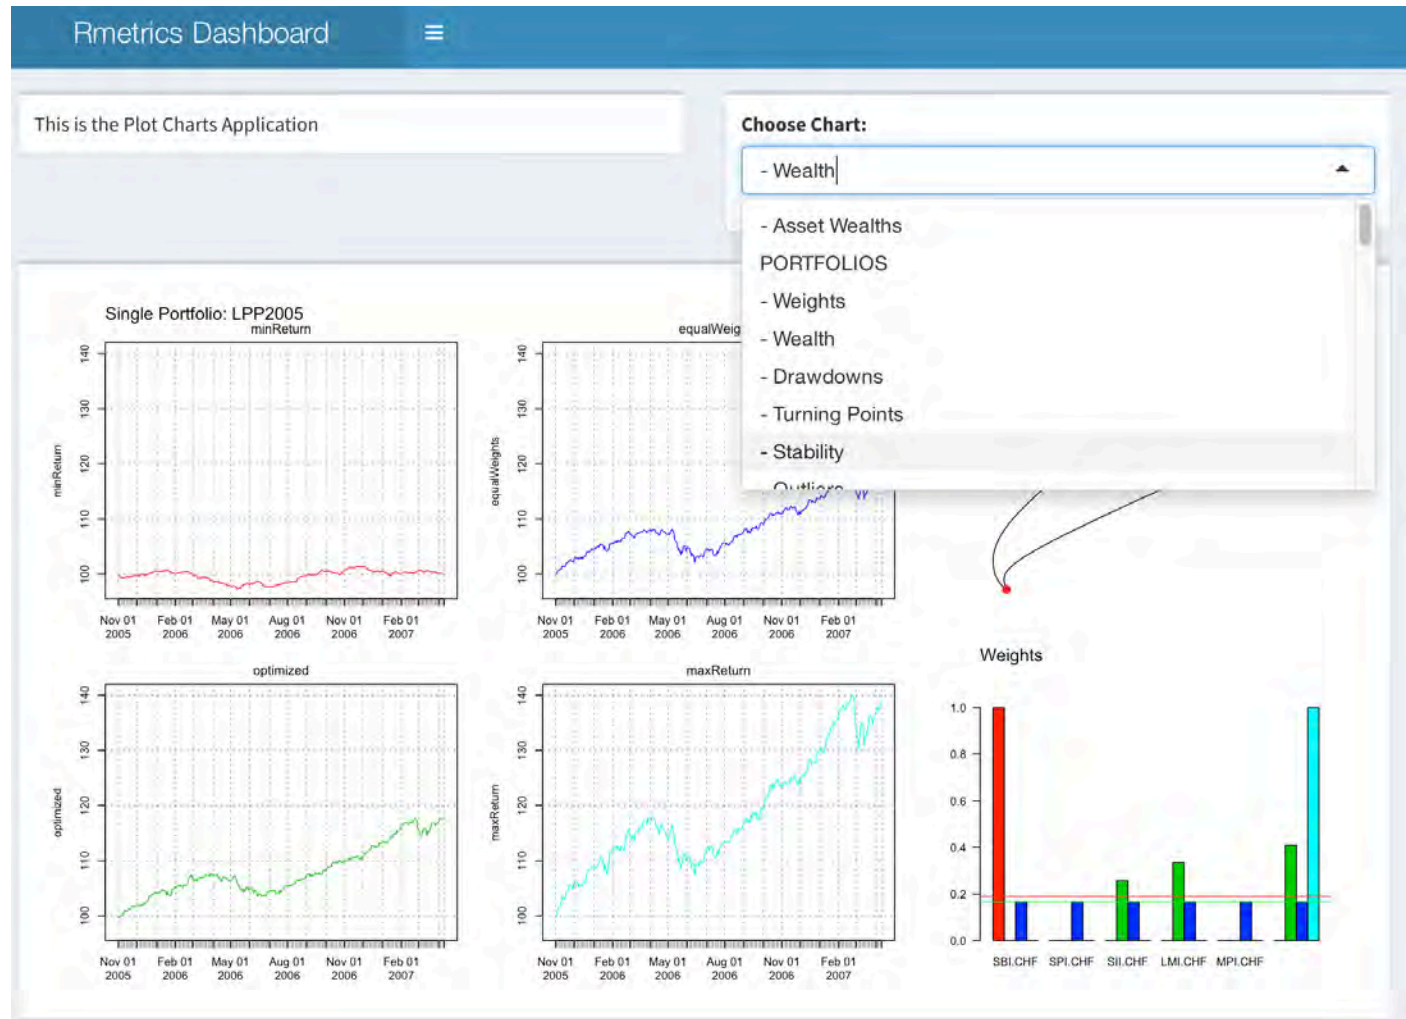 Rmetrics Dashboard
This is the Plot Charts Application
Choose Chart:
- Wealth
- Asset Wealths
PORTFOLIOS
- Weights
- Wealth
- Drawdowns
- Turning Points
- Stability
Single Portfolio: LPP2005
minReturn
140
130
120
110
100
minReturn
Nov 01 Feb 01 May 01 Aug 01 Nov 01 Feb 01
2005 2006 2006 2006 2006 2007
equalWeig
140
130
120
110
100
equalWeights
Nov 01 Feb 01 May 01 Aug 01 Nov 01 Feb 01
2005 2006 2006 2006 2006 2007
optimized
140
130
120
110
100
optimized
Nov 01 Feb 01 May 01 Aug 01 Nov 01 Feb 01
2005 2006 2006 2006 2006 2007
maxReturn
140
130
120
110
100
maxReturn
Nov 01 Feb 01 May 01 Aug 01 Nov 01 Feb 01
2005 2006 2006 2006 2006 2007
Weights
1.0
0.8
0.6
0.4
0.2
0.0
SBI.CHF SPI.CHF SII.CHF LMI.CHF MPI.CHF